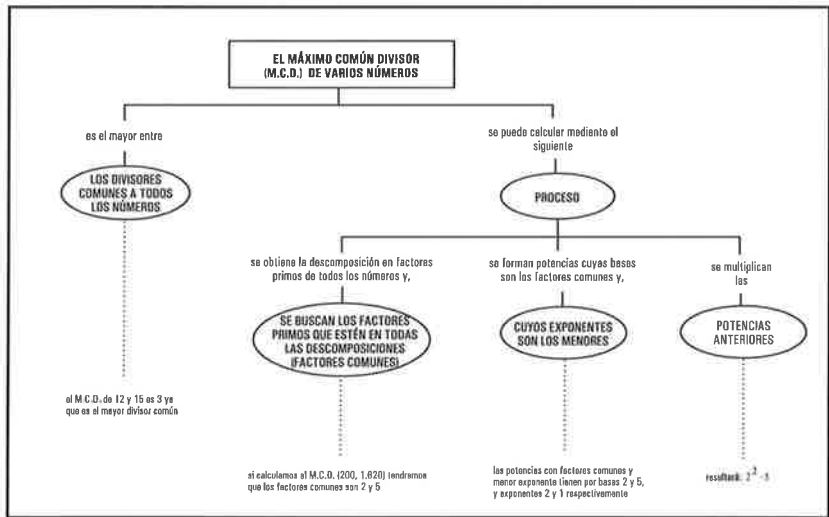 EL MÁXIMO COMÚN DIVISOR
(M.C.D.) DE VARIOS NÚMEROS
es el mayor entre
LOS DIVISORES
COMUNES A TODOS
LOS NÚMEROS
el M.C.D. de 12 y 15 es 3 ya
que es el mayor divisor común
se puede calcular mediante el
siguiente
PROCESO
se obtiene la descomposición en factores
primos de todos los números y,
SE BUSCAN LOS FACTORES
PRIMOS QUE ESTÉN EN TODAS
LAS DESCOMPOSICIONES
(FACTORES COMUNES)
si calculamos el M.C.D. (200, 1.620) tendremos
que los factores comunes son 2 y 5
se forman potencias cuyas bases
son los factores comunes y,
CUYOS EXPONENTES
SON LOS MENORES
las potencias con factores comunes y
menor exponente tienen por bases 2 y 5,
y exponentes 2 y 1 respectivamente
se multiplican
las
POTENCIAS
ANTERIORES
resultará: 2² · 5